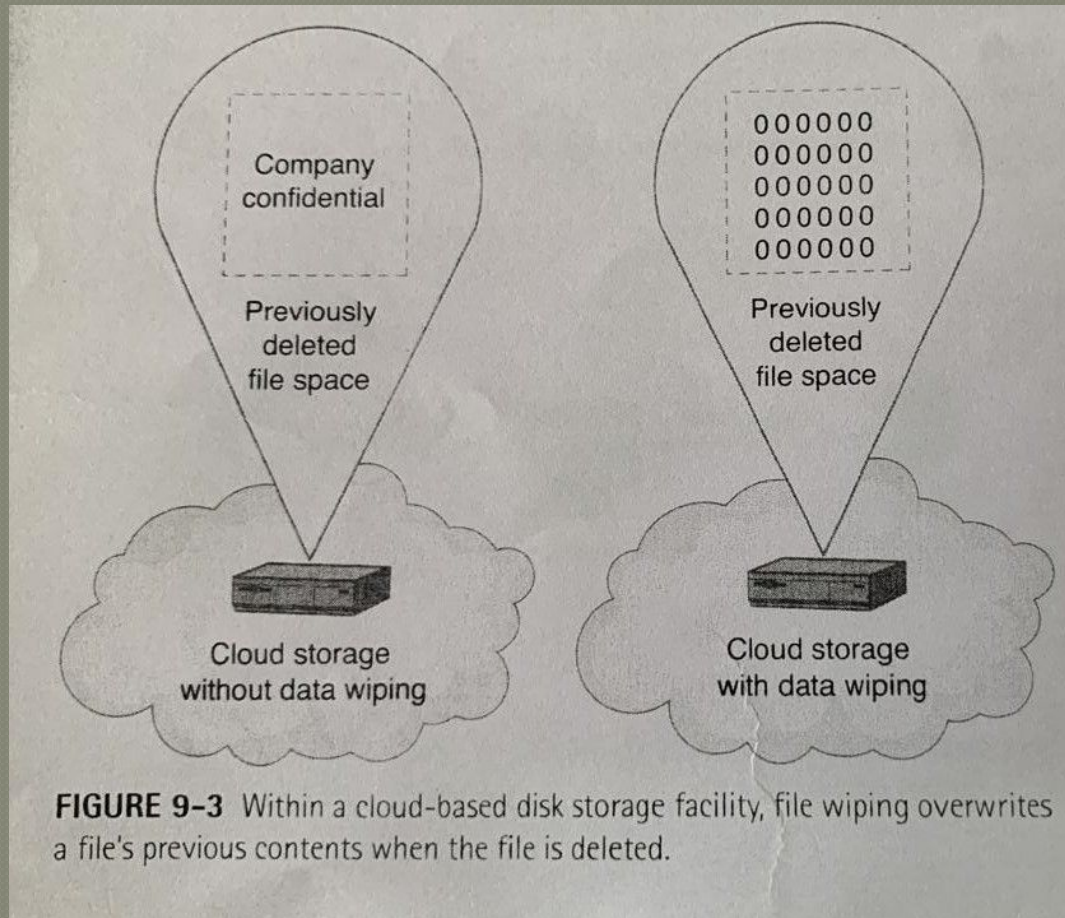 Company
confidential
Previously
deleted
file space
Cloud storage
without data wiping
000000
000000
000000
000000
000000
Previously
deleted
file space
Cloud storage
with data wiping
FIGURE 9-3 Within a cloud-based disk storage facility, file wiping overwrites
a file's previous contents when the file is deleted.